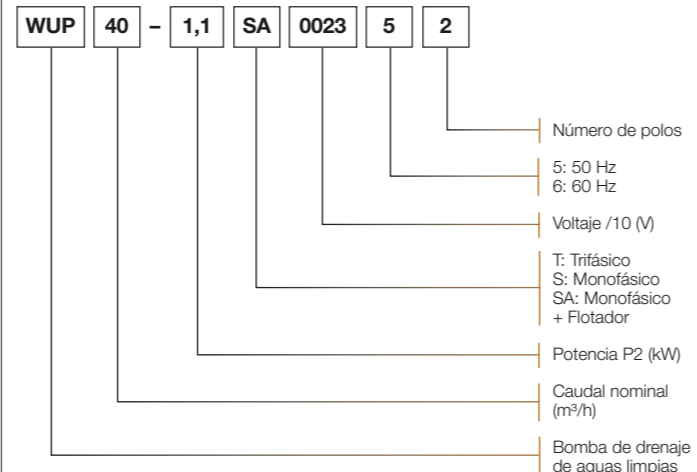 WUP 40 – 1,1 SA 0023 5 2
Número de polos
5: 50 Hz
6: 60 Hz
Voltaje /10 (V)
T: Trifásico
S: Monofásico
SA: Monofásico
+ Flotador
Potencia P2 (kW)
Caudal nominal
(m³/h)
Bomba de drenaje
de aguas limpias